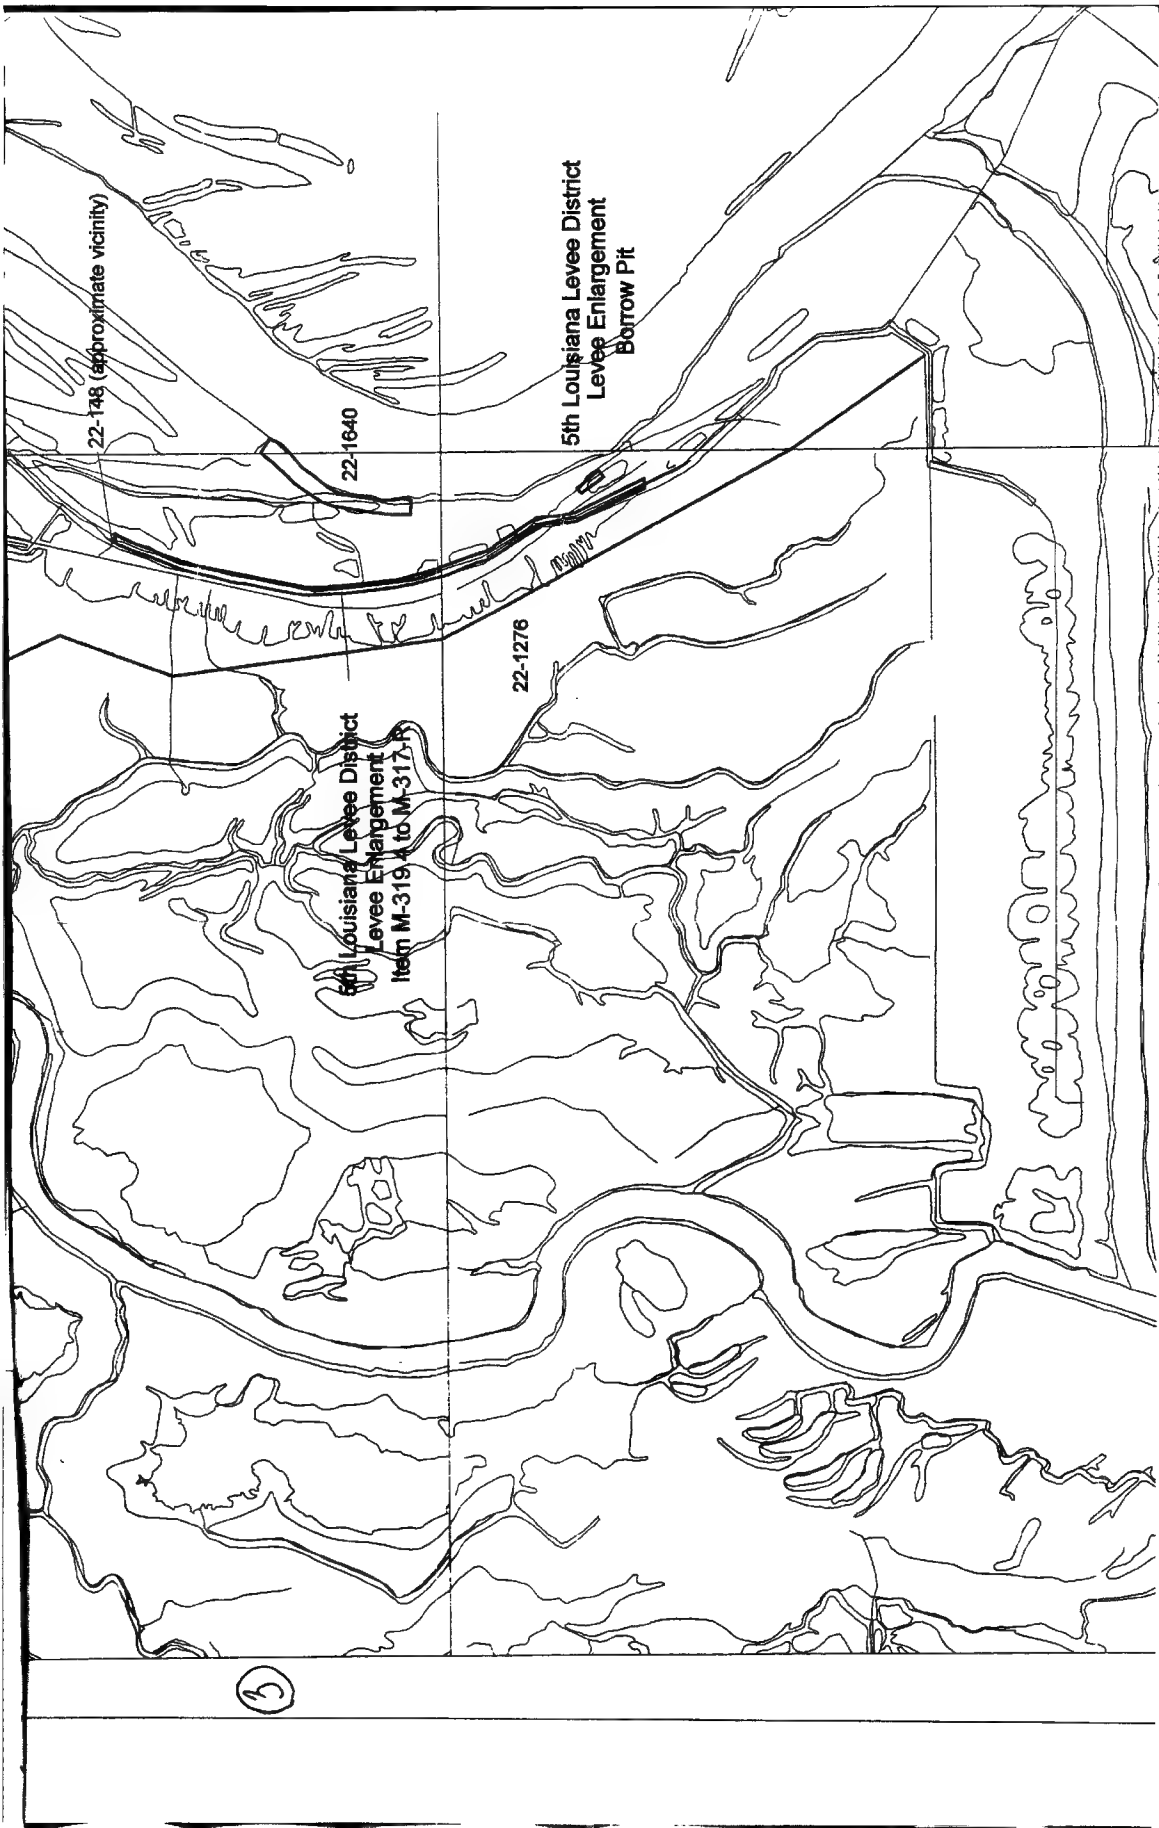 22-148 (approximate vicinity)
22-1640
5th Louisiana Levee District
Levee Enlargement
Borrow Pit
22-1276
5th Louisiana Levee District
Levee Enlargement
Item M-319.4 to M-317-R
3